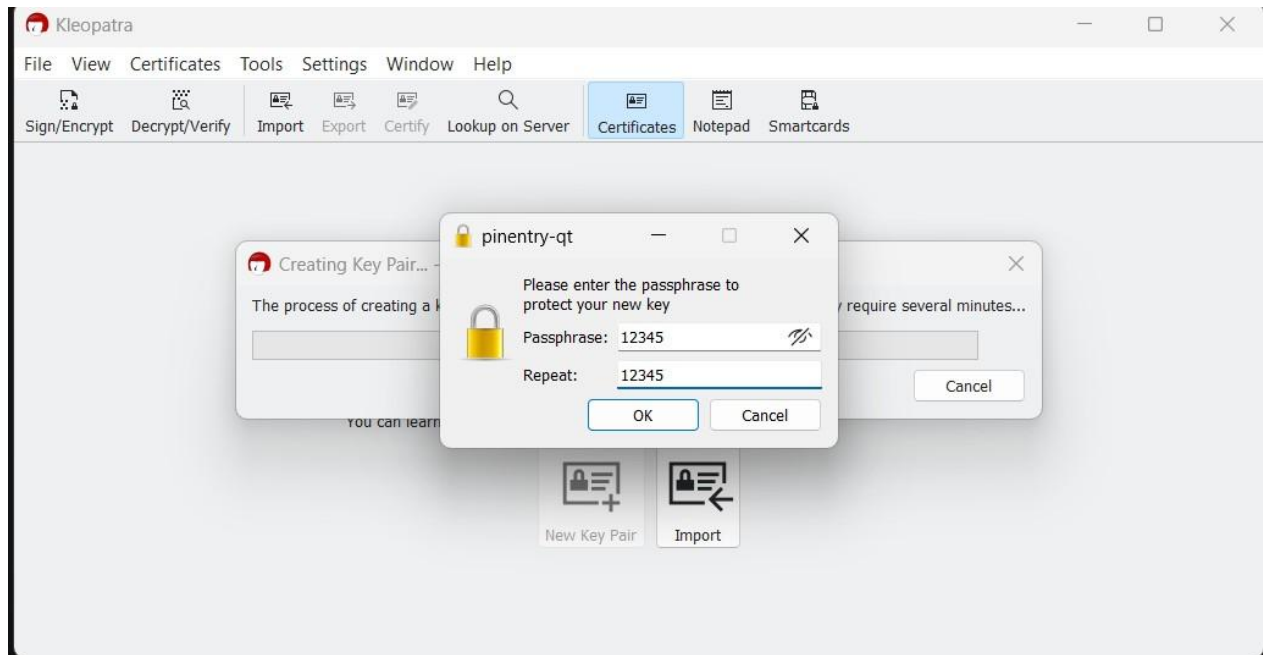 Kleopatra
File View Certificates Tools Settings Window Help
Sign/Encrypt Decrypt/Verify Import Export Certify Lookup on Server Certificates Notepad Smartcards
pinentry-qt
Creating Key Pair... -
Please enter the passphrase to
protect your new key
The process of creating a
require several minutes...
Passphrase: 12345
Repeat: 12345
OK Cancel
Cancel
You can learn
New Key Pair Import